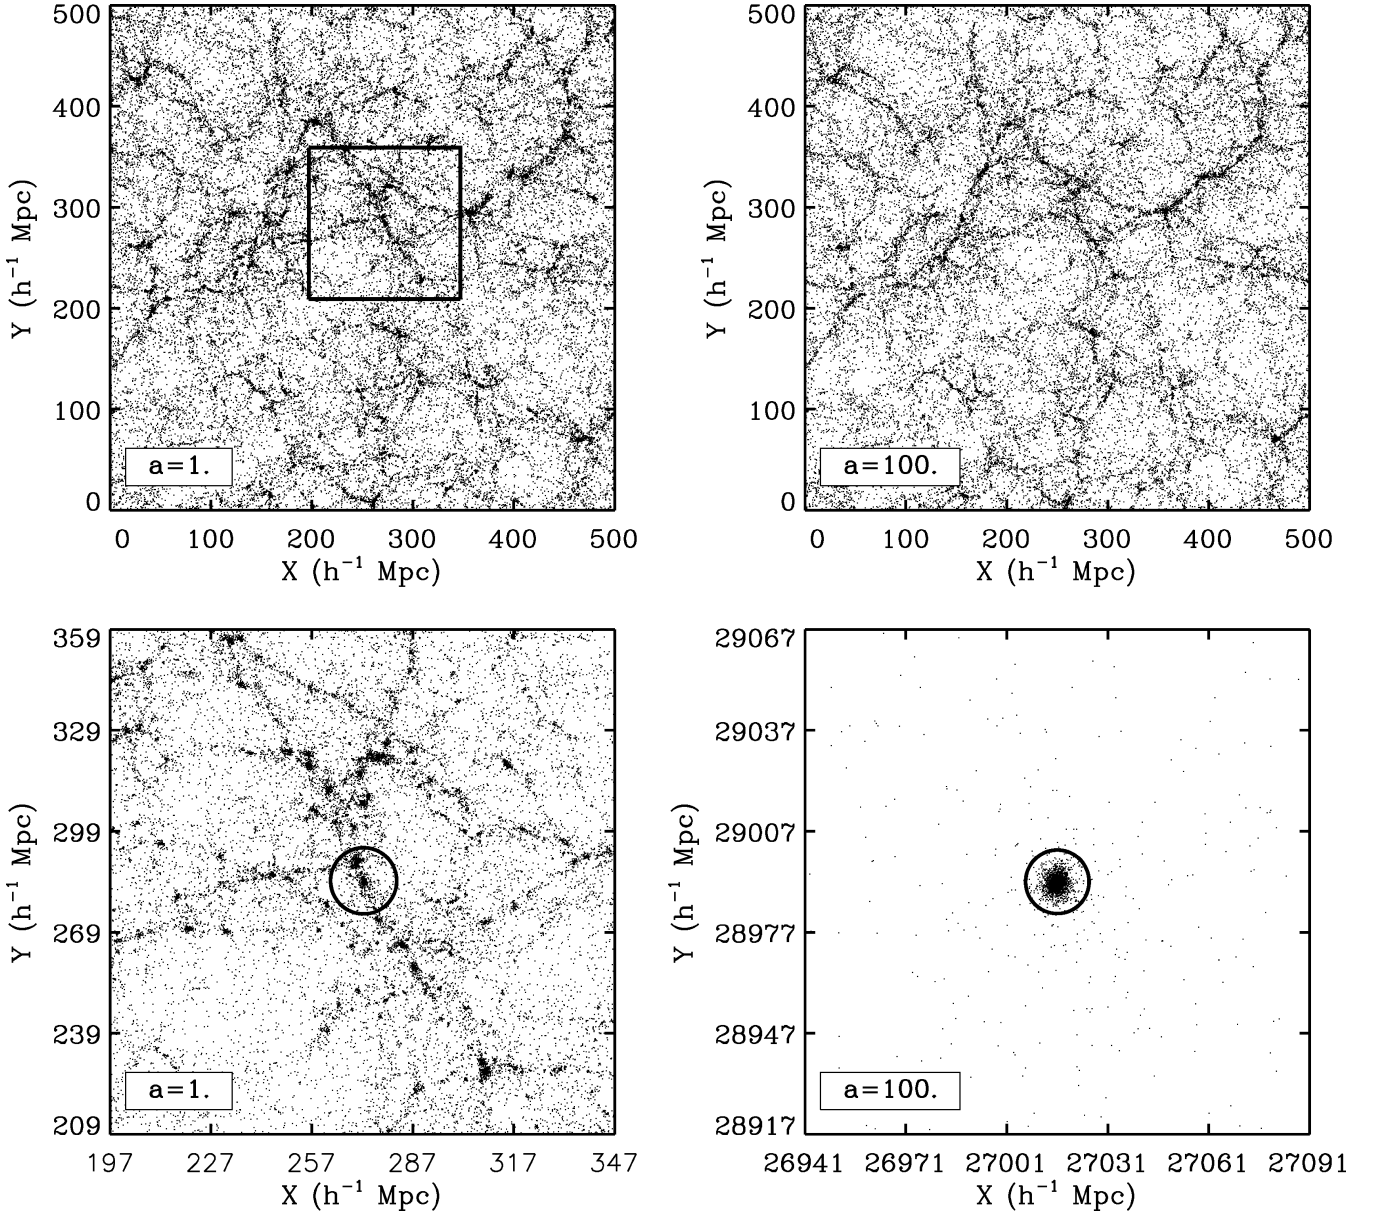 500
400
300
200
100
0
Y (h⁻¹ Mpc)
a=1.
0 100 200 300 400 500
X (h⁻¹ Mpc)
500
400
300
200
100
0
Y (h⁻¹ Mpc)
a=100.
0 100 200 300 400 500
X (h⁻¹ Mpc)
359
329
299
269
239
209
Y (h⁻¹ Mpc)
a=1.
197 227 257 287 317 347
X (h⁻¹ Mpc)
29067
29037
29007
28977
28947
28917
Y (h⁻¹ Mpc)
a=100.
26941 26971 27001 27031 27061 27091
X (h⁻¹ Mpc)